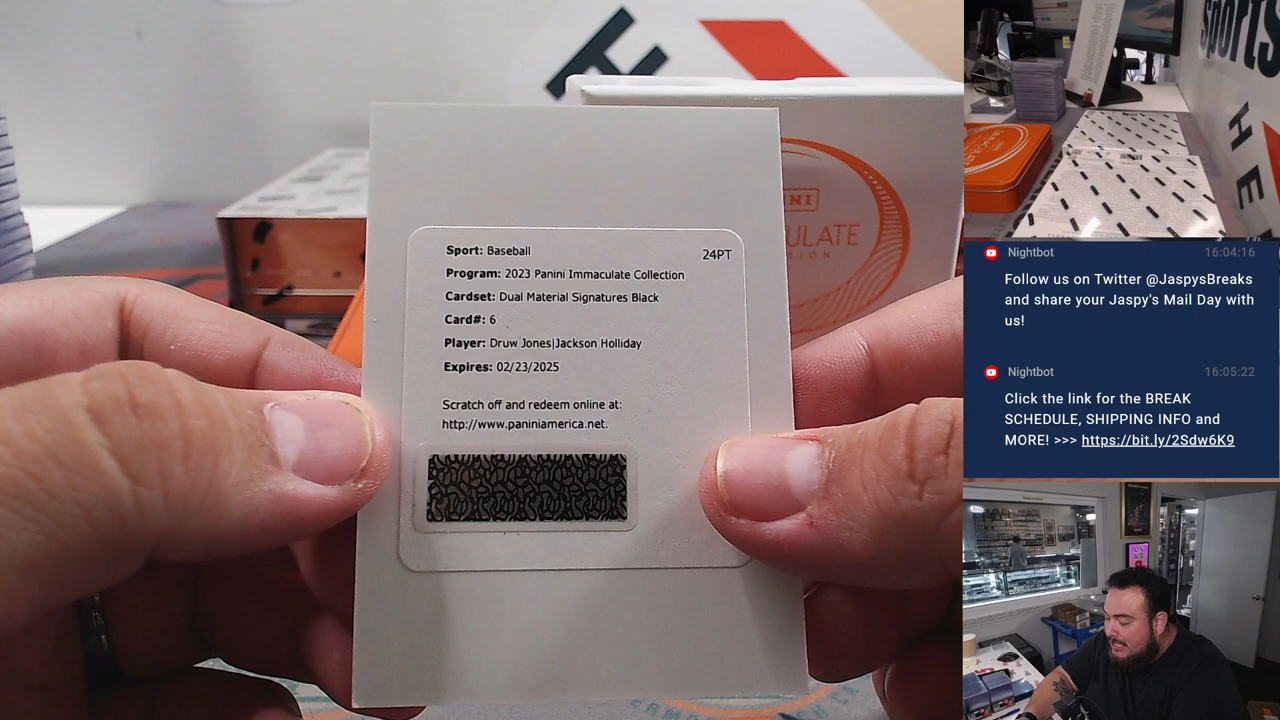 Sport: Baseball
24PT
Program: 2023 Panini Immaculate Collection
Cardset: Dual Material Signatures Black
Card#: 6
Player: Druw Jones|Jackson Holliday
Expires: 02/23/2025
Scratch off and redeem online at:
http://www.paniniamerica.net.
sports
HE
Nightbot 16:04:16
Follow us on Twitter @JaspysBreaks
and share your Jaspy's Mail Day with
us!
Nightbot 16:05:22
Click the link for the BREAK
SCHEDULE, SHIPPING INFO and
MORE! >>> https://bit.ly/2Sdw6K9